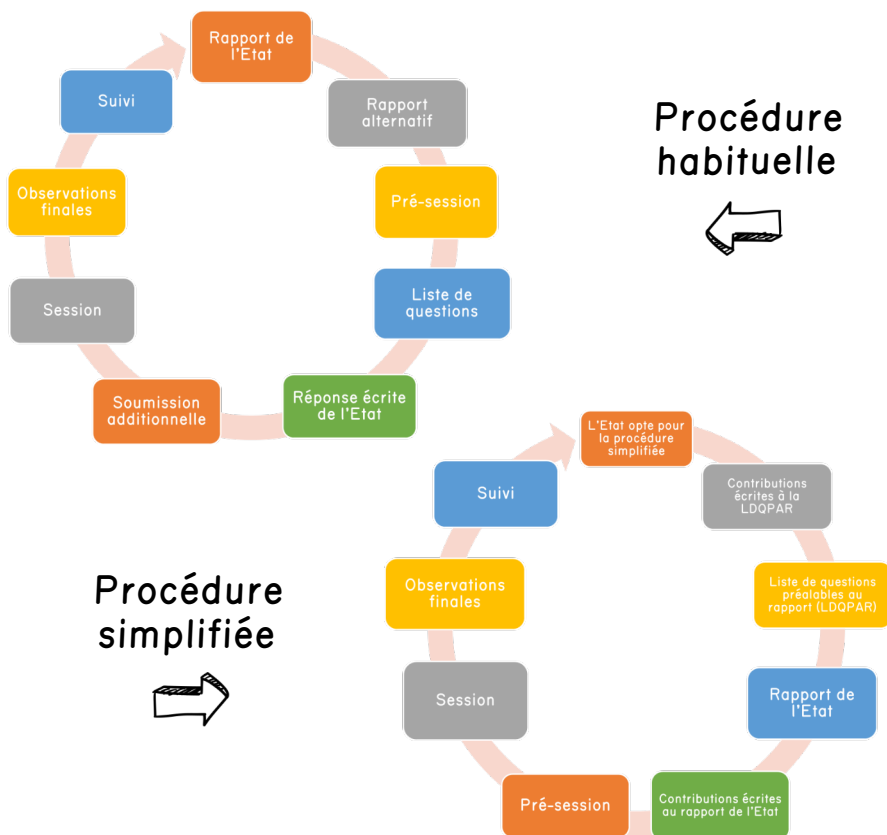 Rapport de
l'Etat
Rapport
alternatif
Pré-session
Liste de
questions
Réponse écrite
de l'Etat
Soumission
additionnelle
Session
Observations
finales
Suivi
Procédure
habituelle
Procédure
simplifiée
L'Etat opte pour
la procédure
simplifiée
Contributions
écrites à la
LDQPAR
Liste de questions
préalables au
rapport (LDQPAR)
Rapport de
l'Etat
Contributions écrites
au rapport de l'Etat
Pré-session
Session
Observations
finales
Suivi